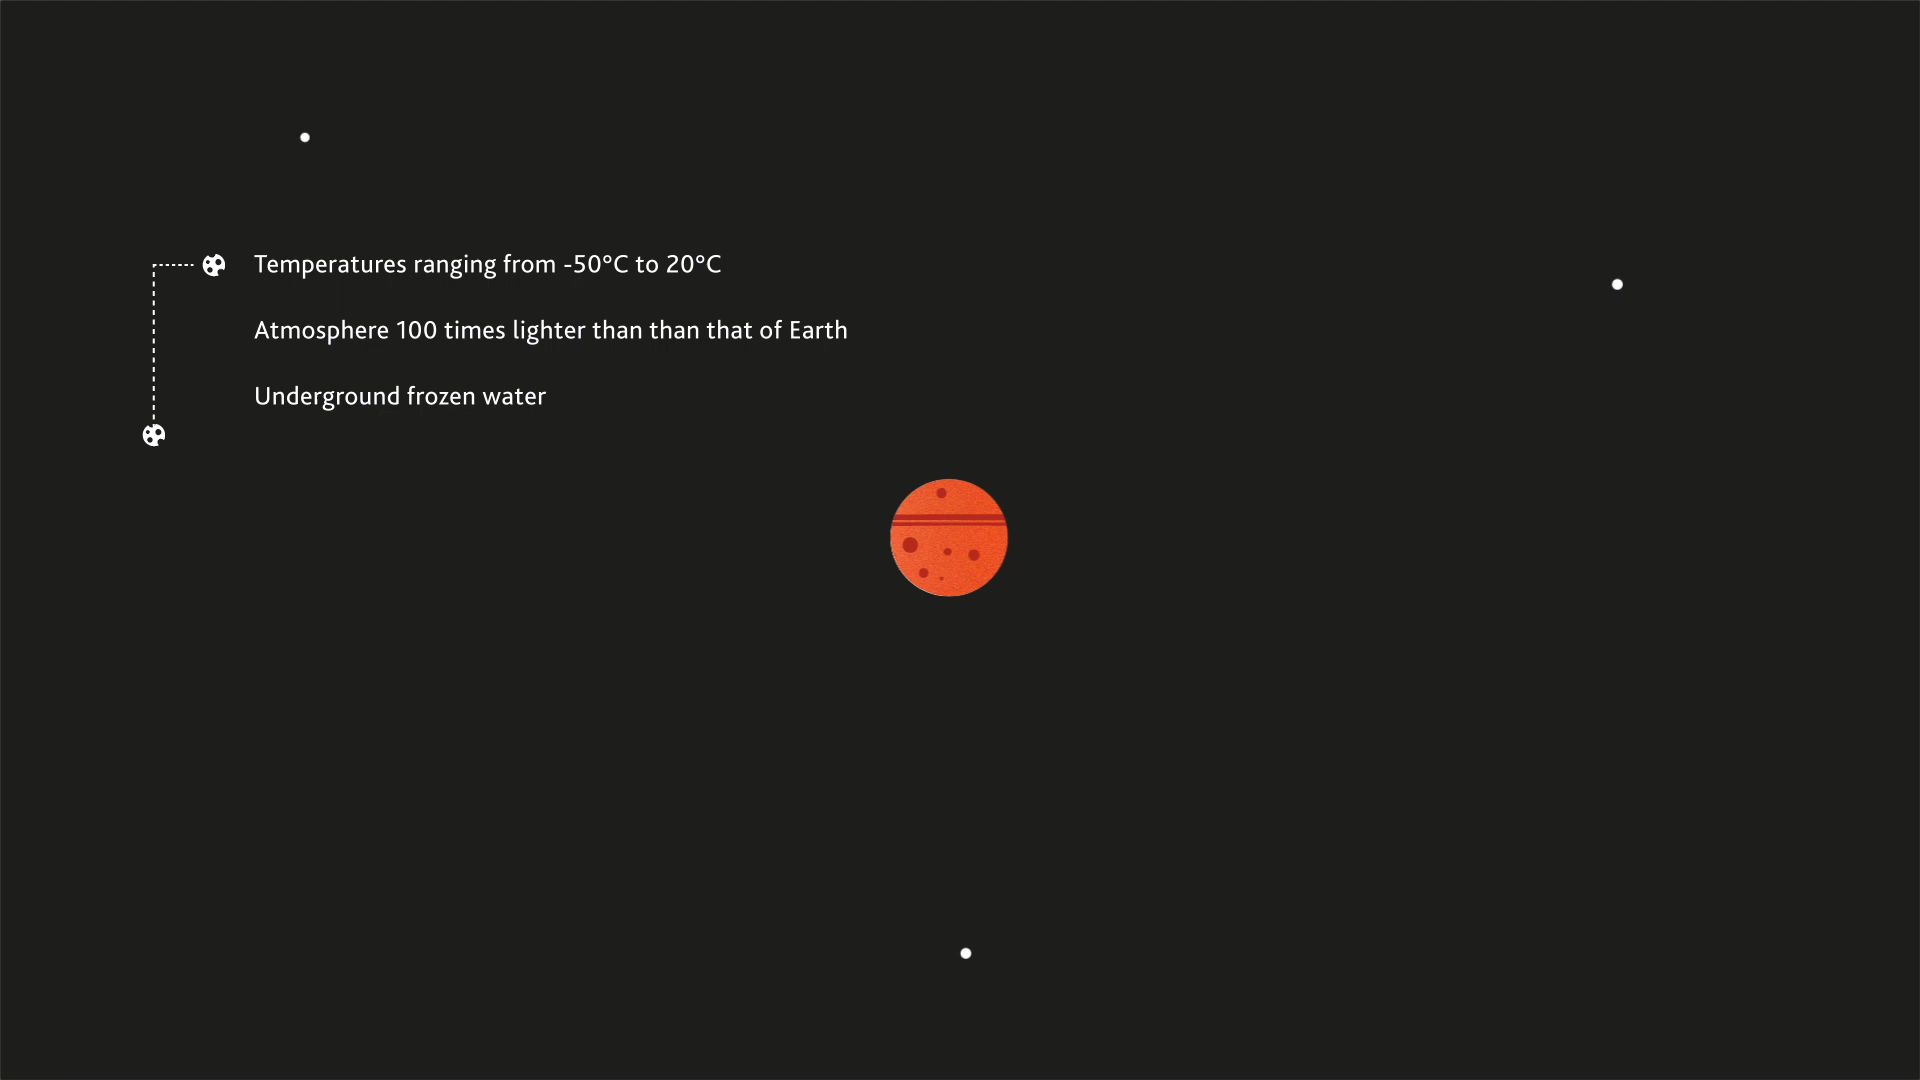 Temperatures ranging from -50°C to 20°C
Atmosphere 100 times lighter than than that of Earth
Underground frozen water